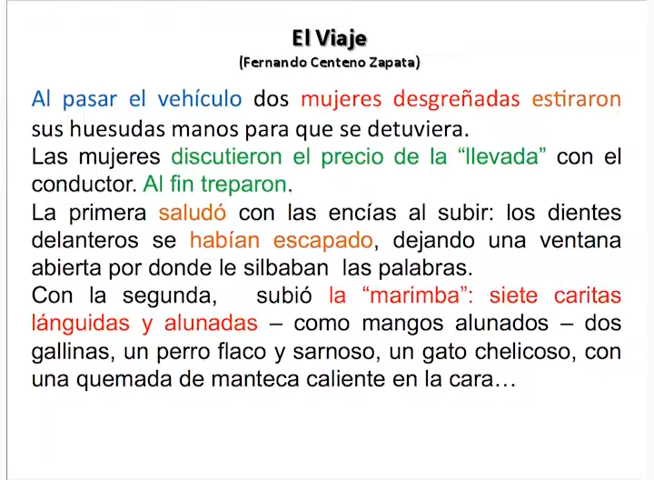 El Viaje
(Fernando Centeno Zapata)
Al pasar el vehículo dos mujeres desgreñadas estiraron
sus huesudas manos para que se detuviera.
Las mujeres discutieron el precio de la “llevada” con el
conductor. Al fin treparon.
La primera saludó con las encías al subir: los dientes
delanteros se habían escapado, dejando una ventana
abierta por donde le silbaban las palabras.
Con la segunda, subió la “marimba”: siete caritas
lánguidas y alunadas – como mangos alunados – dos
gallinas, un perro flaco y sarnoso, un gato chelicoso, con
una quemada de manteca caliente en la cara…